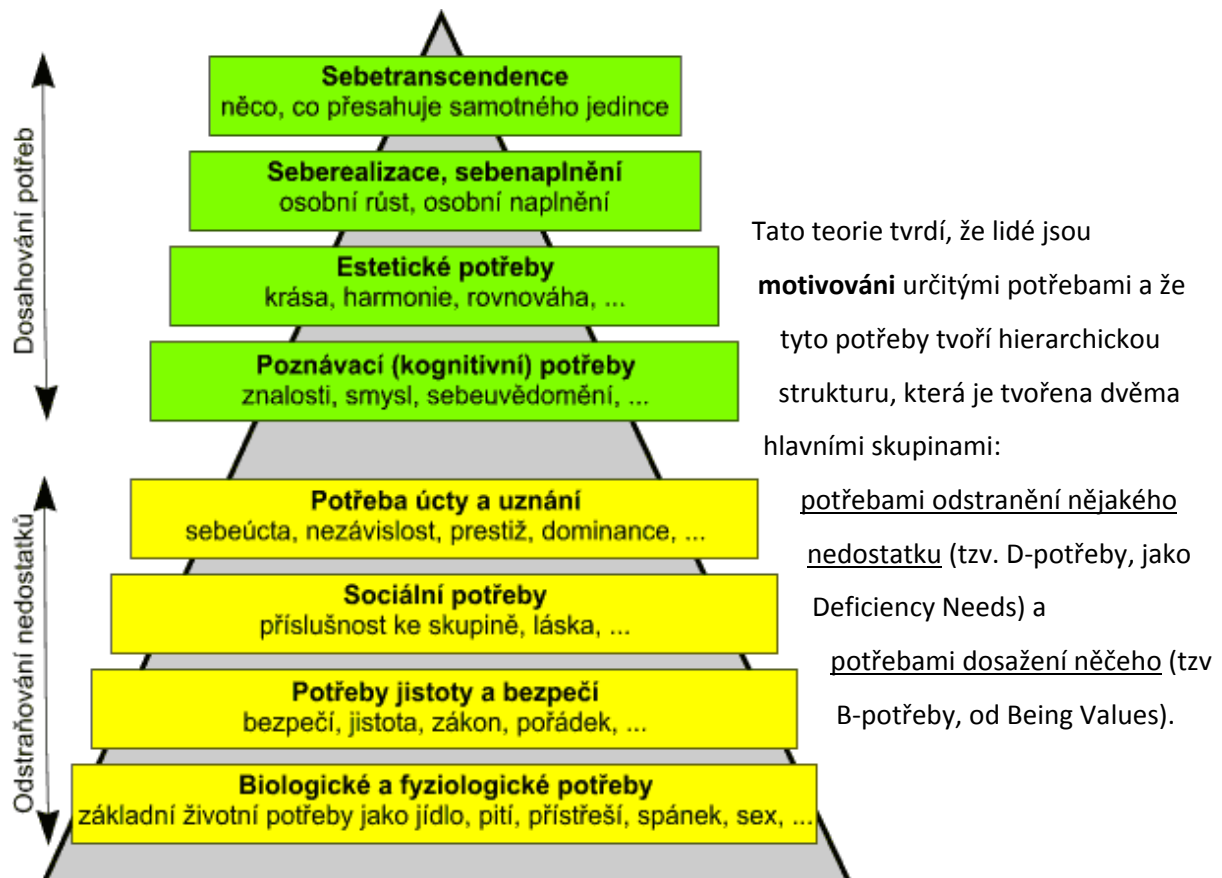 Sebetranscendence
něco, co přesahuje samotného jedince
Seberealizace, sebenaplnění
osobní růst, osobní naplnění
Estetické potřeby
krása, harmonie, rovnováha, ...
Poznávací (kognitivní) potřeby
znalosti, smysl, sebeuvědomění, ...
Dosahování potřeb
Potřeba úcty a uznání
sebeúcta, nezávislost, prestiž, dominance, ...
Sociální potřeby
příslušnost ke skupině, láska, ...
Potřeby jistoty a bezpečí
bezpečí, jistota, zákon, pořádek, ...
Biologické a fyziologické potřeby
základní životní potřeby jako jídlo, pití, přístřeší, spánek, sex, ...
Odstraňování nedostatků
Tato teorie tvrdí, že lidé jsou
motivováni určitými potřebami a že
tyto potřeby tvoří hierarchickou
strukturu, která je tvořena dvěma
hlavními skupinami:
potřebami odstranění nějakého
nedostatku (tzv. D-potřeby, jako
Deficiency Needs) a
potřebami dosažení něčeho (tzv
B-potřeby, od Being Values).